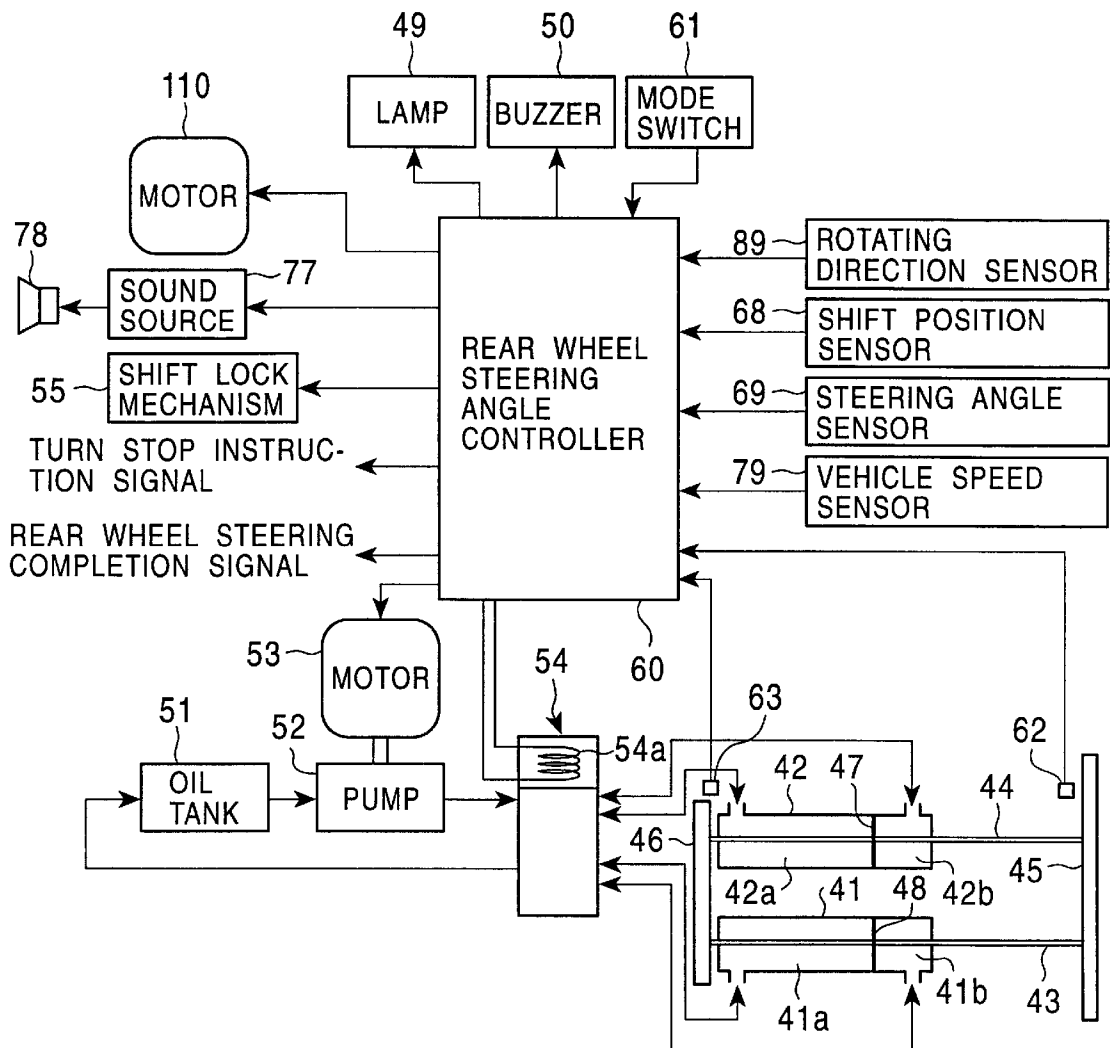 49
50
61
110
LAMP
BUZZER
MODE
SWITCH
MOTOR
78
77
SOUND
SOURCE
55
SHIFT LOCK
MECHANISM
TURN STOP INSTRUC-
TION SIGNAL
REAR WHEEL STEERING
COMPLETION SIGNAL
REAR WHEEL
STEERING
ANGLE
CONTROLLER
89
ROTATING
DIRECTION SENSOR
68
SHIFT POSITION
SENSOR
69
STEERING ANGLE
SENSOR
79
VEHICLE SPEED
SENSOR
60
53
MOTOR
54
54a
63
62
51
OIL
TANK
52
PUMP
42
47
44
46
42a
42b
45
41
48
41a
41b
43